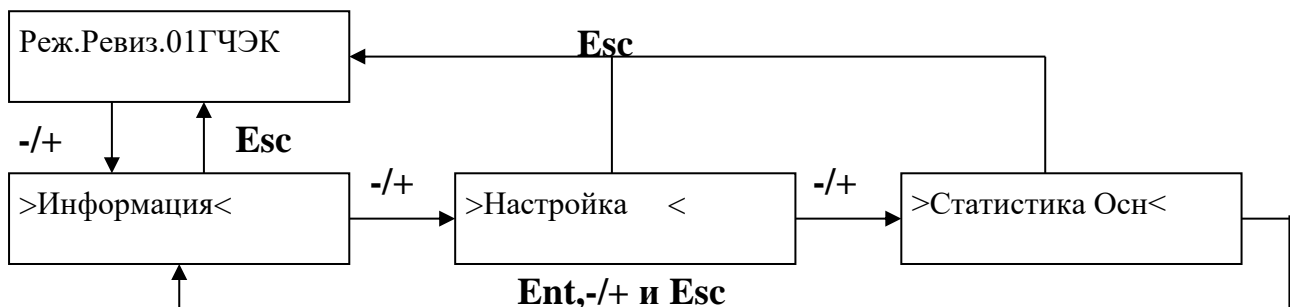 Реж.Ревиз.01ГЧЭК
Esc
-/+
Esc
>Информация<
-/+
>Настройка <
-/+
>Статистика Осн<
Ent,-/+ и Esc